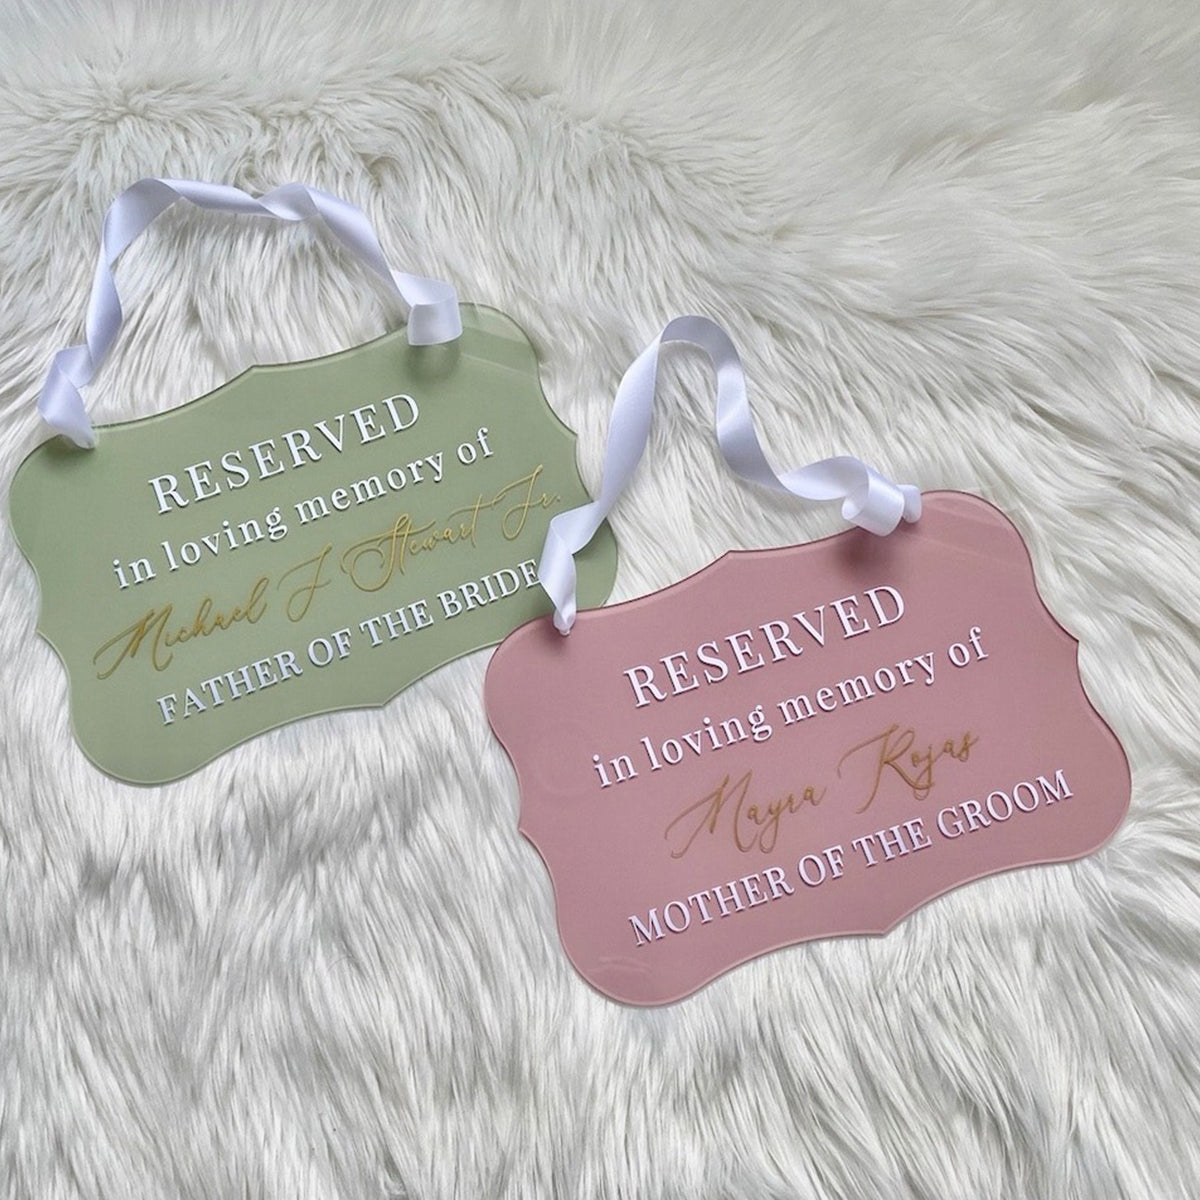 RESERVED
in loving memory of
Michael J Stewart Jr.
FATHER OF THE BRIDE
RESERVED
in loving memory of
Mayra Rojas
MOTHER OF THE GROOM